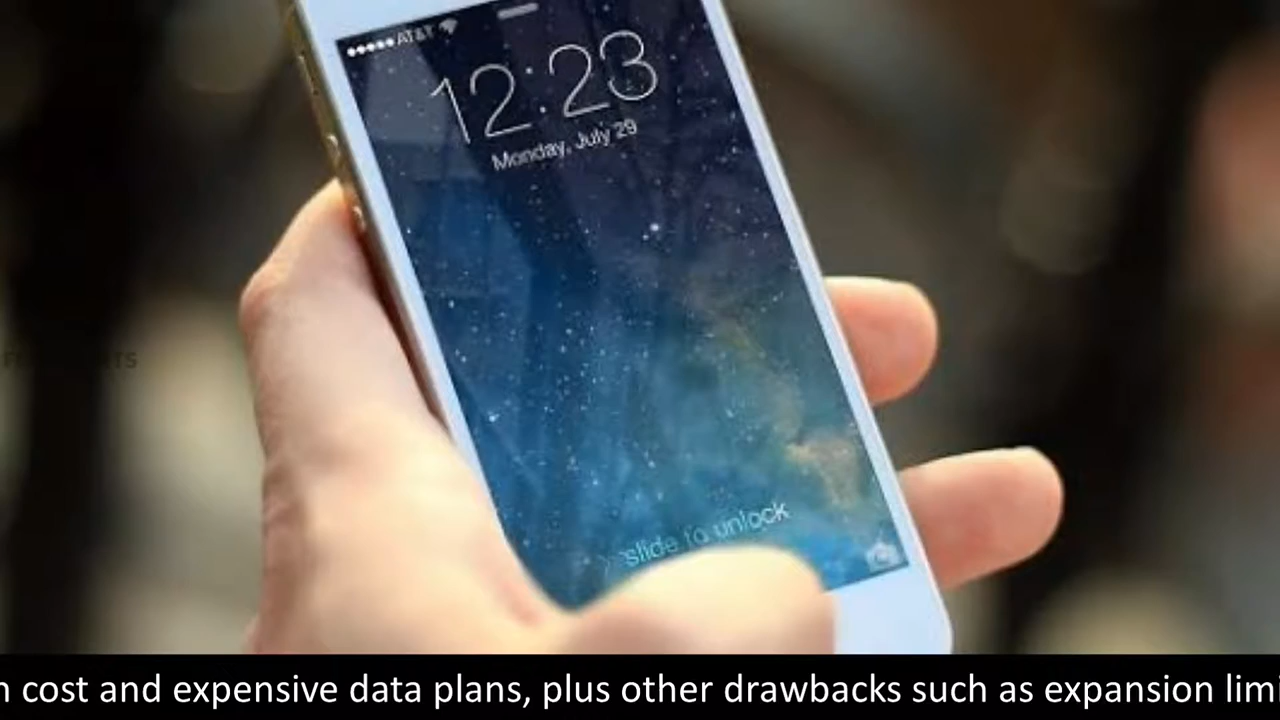 AT&T
12:23
Monday, July 29
slide to unlock
cost and expensive data plans, plus other drawbacks such as expansion